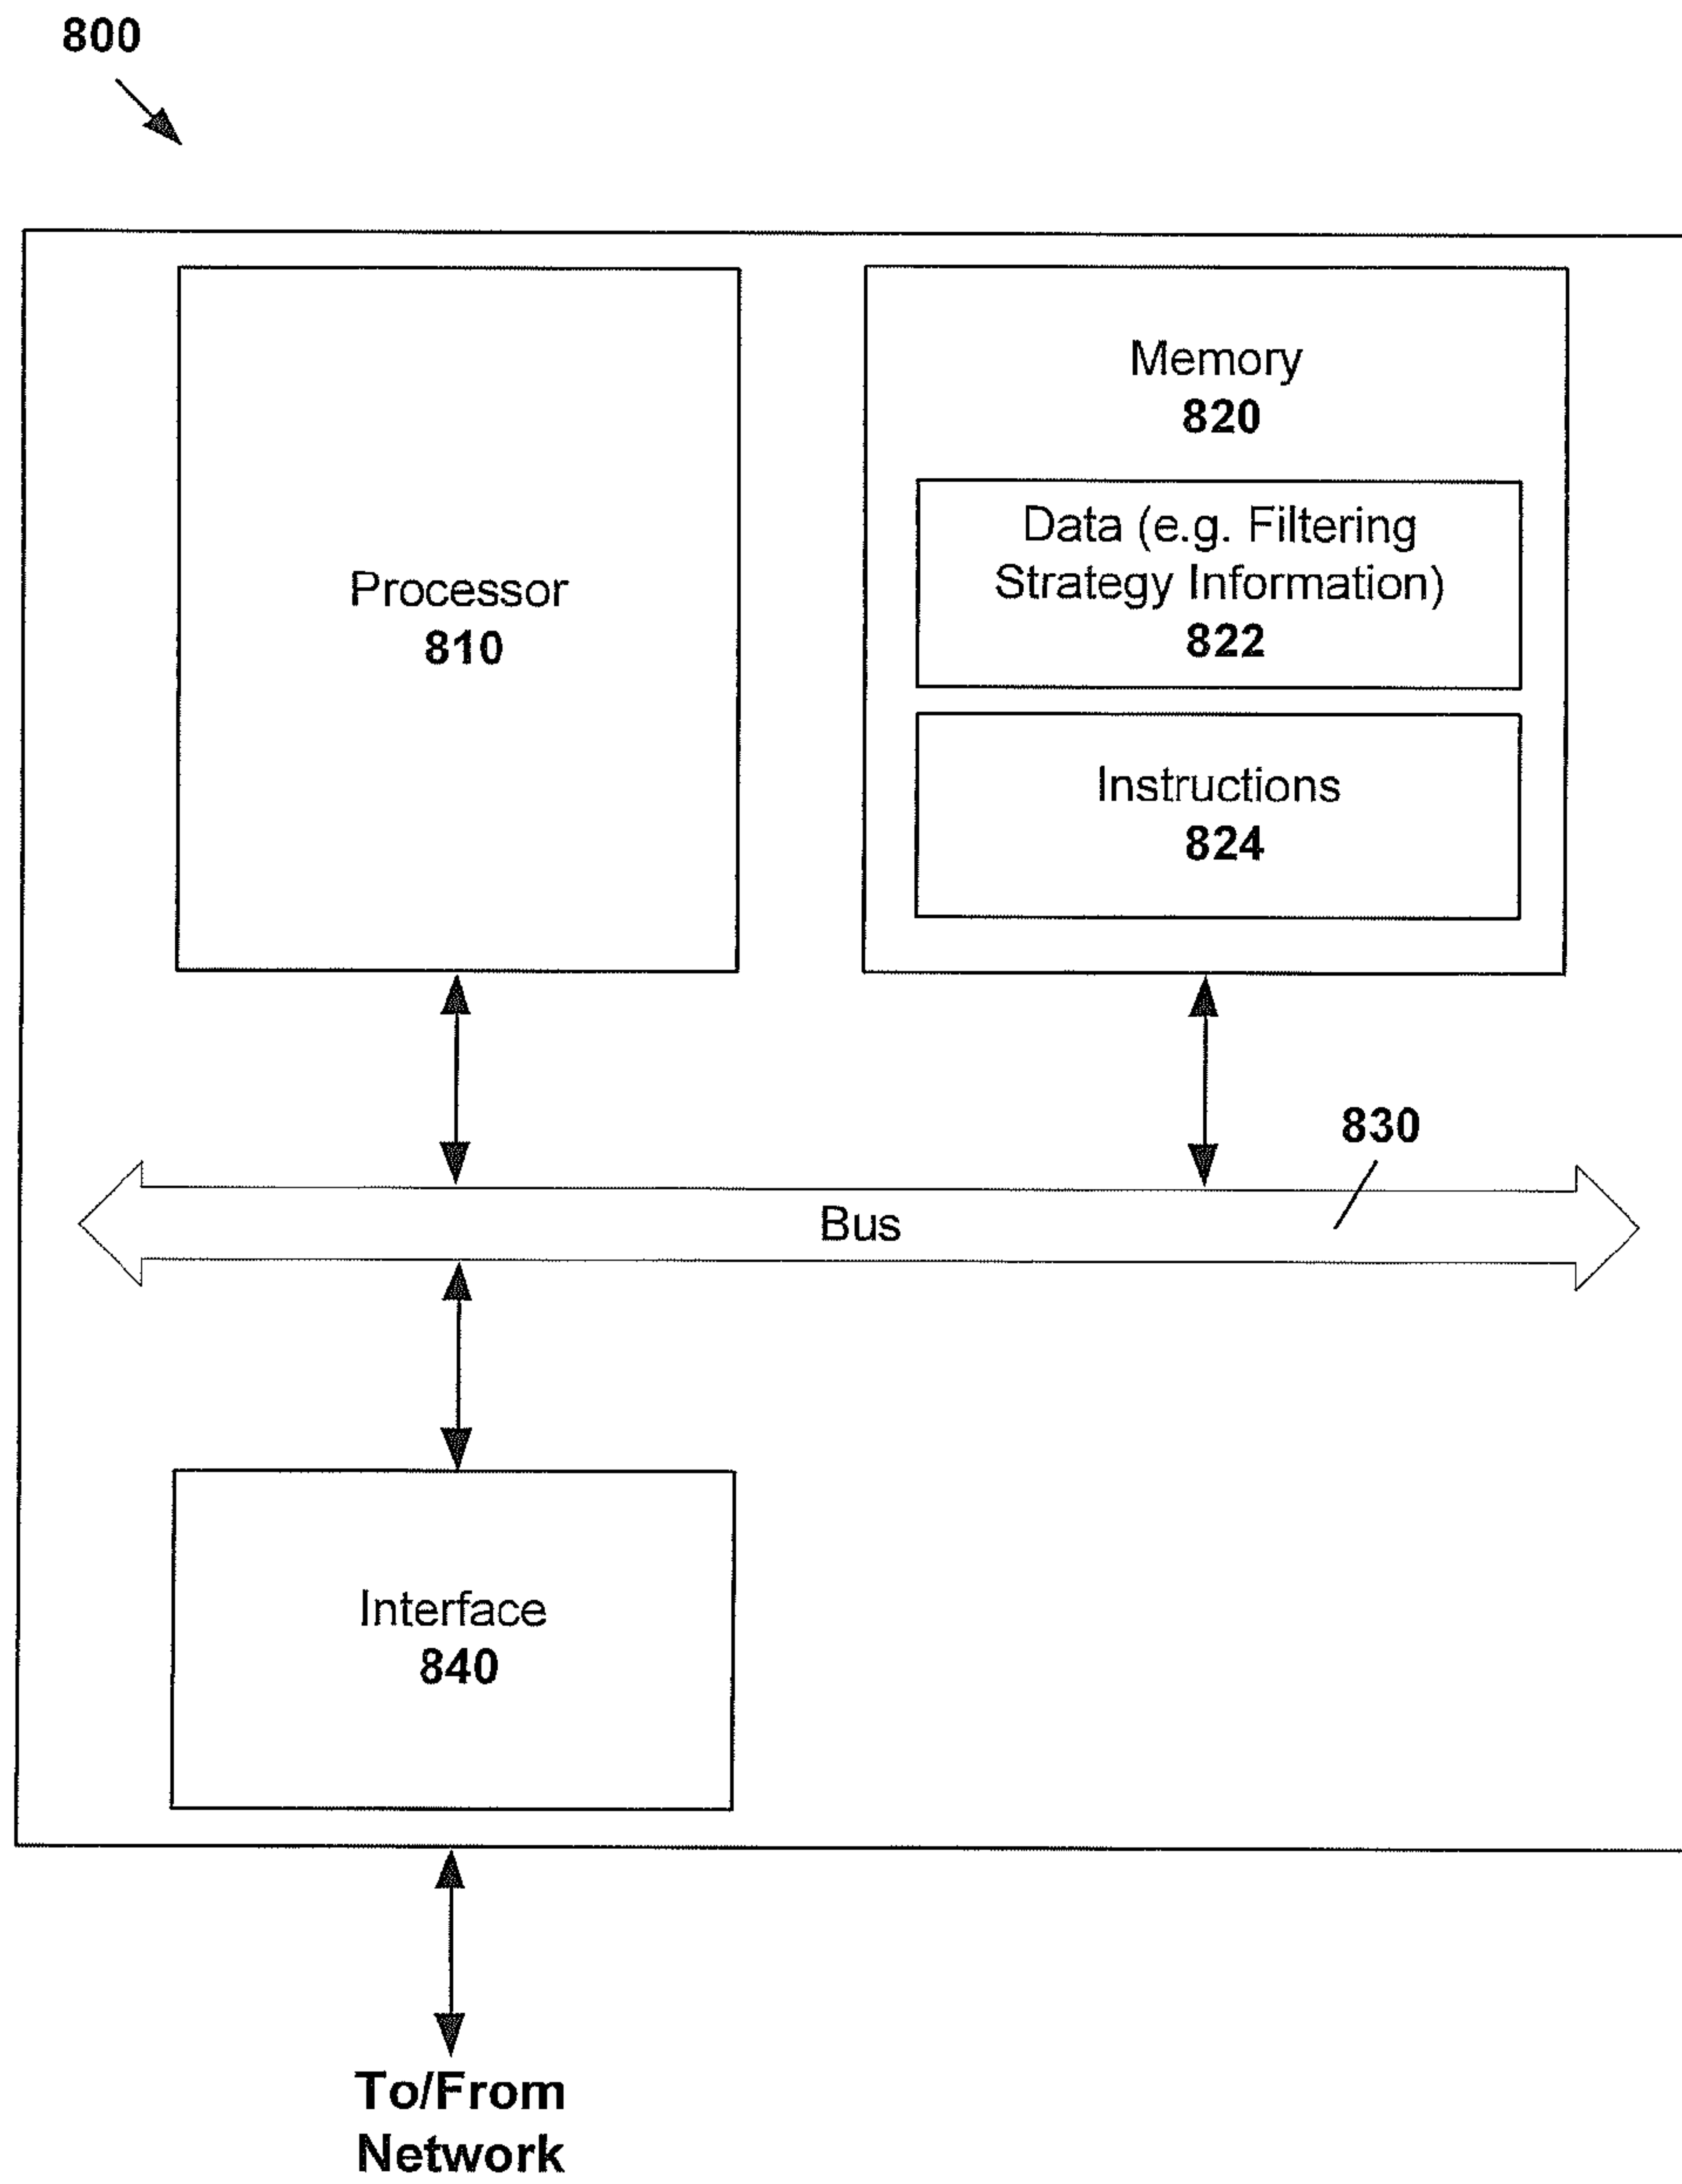 800
Processor
810
Memory
820
Data (e.g. Filtering
Strategy Information)
822
Instructions
824
830
Bus
Interface
840
To/From
Network